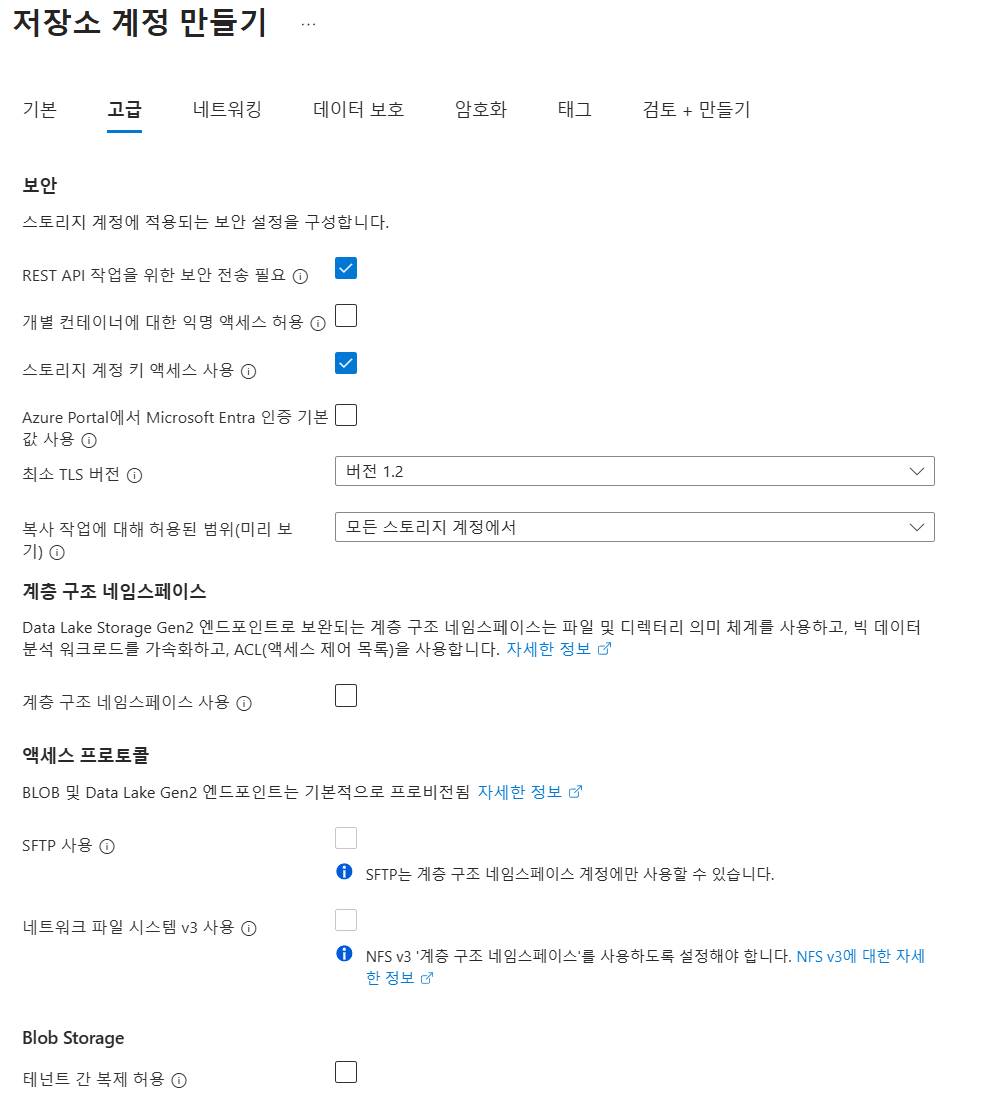 저장소 계정 만들기 ...
기본 고급 네트워킹 데이터 보호 암호화 태그 검토 + 만들기
보안
스토리지 계정에 적용되는 보안 설정을 구성합니다.
REST API 작업을 위한 보안 전송 필요
개별 컨테이너에 대한 익명 액세스 허용
스토리지 계정 키 액세스 사용
Azure Portal에서 Microsoft Entra 인증 기본
값 사용
최소 TLS 버전 버전 1.2
복사 작업에 대해 허용된 범위(미리 보 모든 스토리지 계정에서
기)
계층 구조 네임스페이스
Data Lake Storage Gen2 엔드포인트로 보완되는 계층 구조 네임스페이스는 파일 및 디렉터리 의미 체계를 사용하고, 빅 데이터
분석 워크로드를 가속화하고, ACL(액세스 제어 목록)을 사용합니다. 자세한 정보
계층 구조 네임스페이스 사용
액세스 프로토콜
BLOB 및 Data Lake Gen2 엔드포인트는 기본적으로 프로비전됨 자세한 정보
SFTP 사용
SFTP는 계층 구조 네임스페이스 계정에만 사용할 수 있습니다.
네트워크 파일 시스템 v3 사용
NFS v3 '계층 구조 네임스페이스'를 사용하도록 설정해야 합니다. NFS v3에 대한 자세
한 정보
Blob Storage
테넌트 간 복제 허용